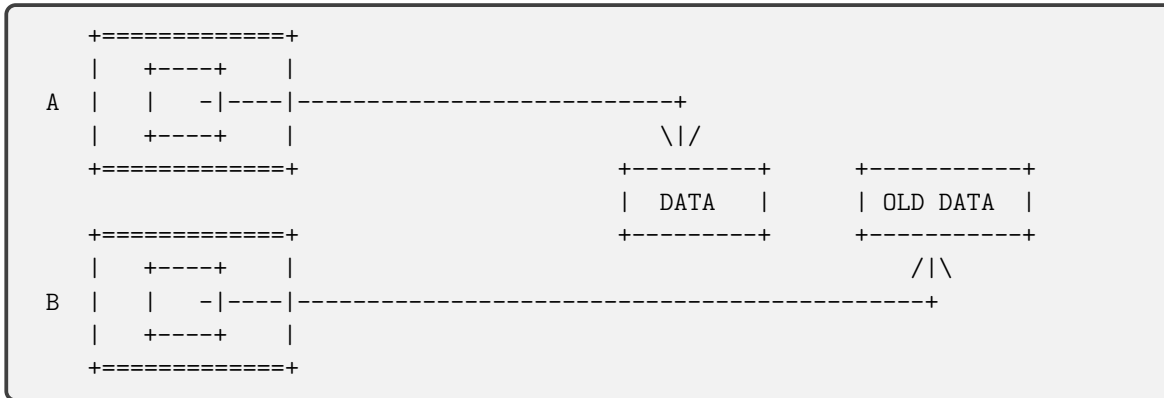 +=============+
    |   +----+    |
A   |   |   -|----|---------------------------+
    |   +----+    |                          \|/
    +=============+                       +---------+      +-----------+
                                          |  DATA   |      | OLD DATA  |
    +=============+                       +---------+      +-----------+
    |   +----+    |                                            /|\
B   |   |   -|----|---------------------------------------------+
    |   +----+    |
    +=============+